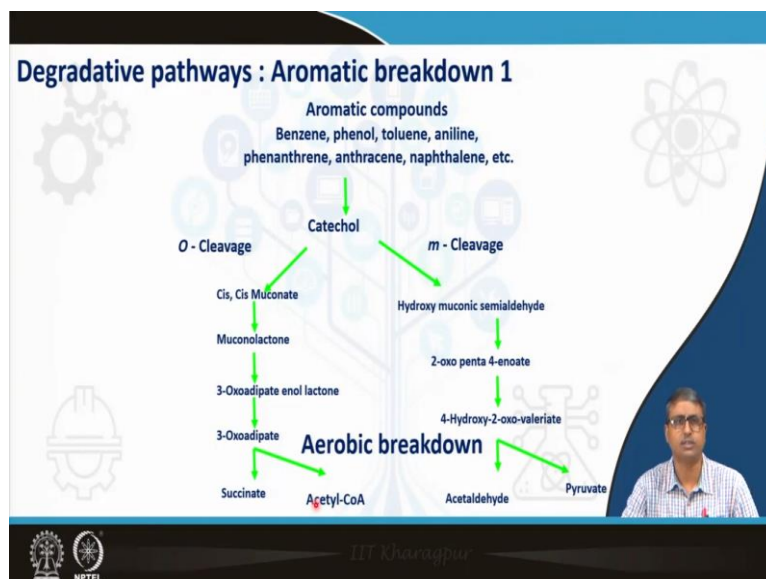 Degradative pathways : Aromatic breakdown 1
Aromatic compounds
Benzene, phenol, toluene, aniline,
phenanthrene, anthracene, naphthalene, etc.
Catechol
O - Cleavage
m - Cleavage
Cis, Cis Muconate
Hydroxy muconic semialdehyde
Muconolactone
2-oxo penta 4-enoate
3-Oxoadipate enol lactone
4-Hydroxy-2-oxo-valeriate
3-Oxoadipate
Aerobic breakdown
Succinate
Acetyl-CoA
Acetaldehyde
Pyruvate
IIT Kharagpur
NPTEL